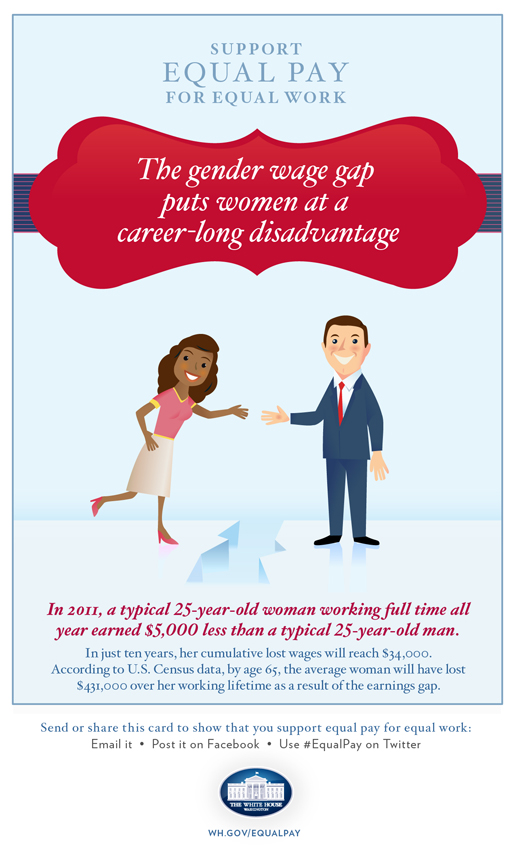 SUPPORT
EQUAL PAY
FOR EQUAL WORK
The gender wage gap
puts women at a
career-long disadvantage
In 2011, a typical 25-year-old woman working full time all
year earned $5,000 less than a typical 25-year-old man.
In just ten years, her cumulative lost wages will reach $34,000.
According to U.S. Census data, by age 65, the average woman will have lost
$431,000 over her working lifetime as a result of the earnings gap.
Send or share this card to show that you support equal pay for equal work:
Email it • Post it on Facebook • Use #EqualPay on Twitter
THE WHITE HOUSE
WASHINGTON
WH.GOV/EQUALPAY